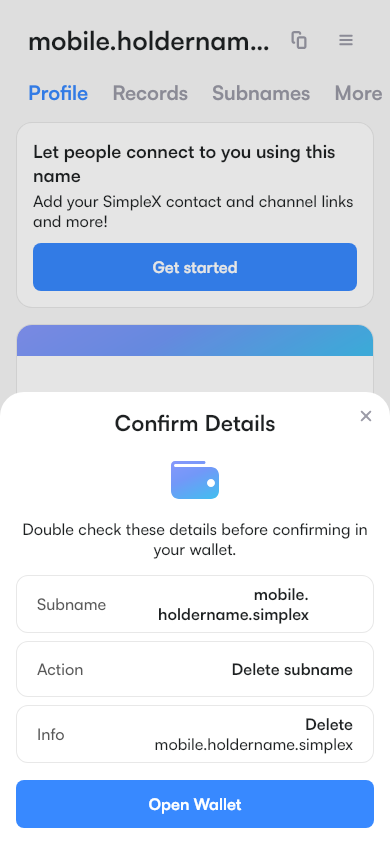 mobile.holdernam...
Profile Records Subnames More
Let people connect to you using this
name
Add your SimpleX contact and channel links
and more!
Get started
Confirm Details
Double check these details before confirming in
your wallet.
Subname mobile.
holdername.simplex
Action Delete subname
Info Delete
mobile.holdername.simplex
Open Wallet